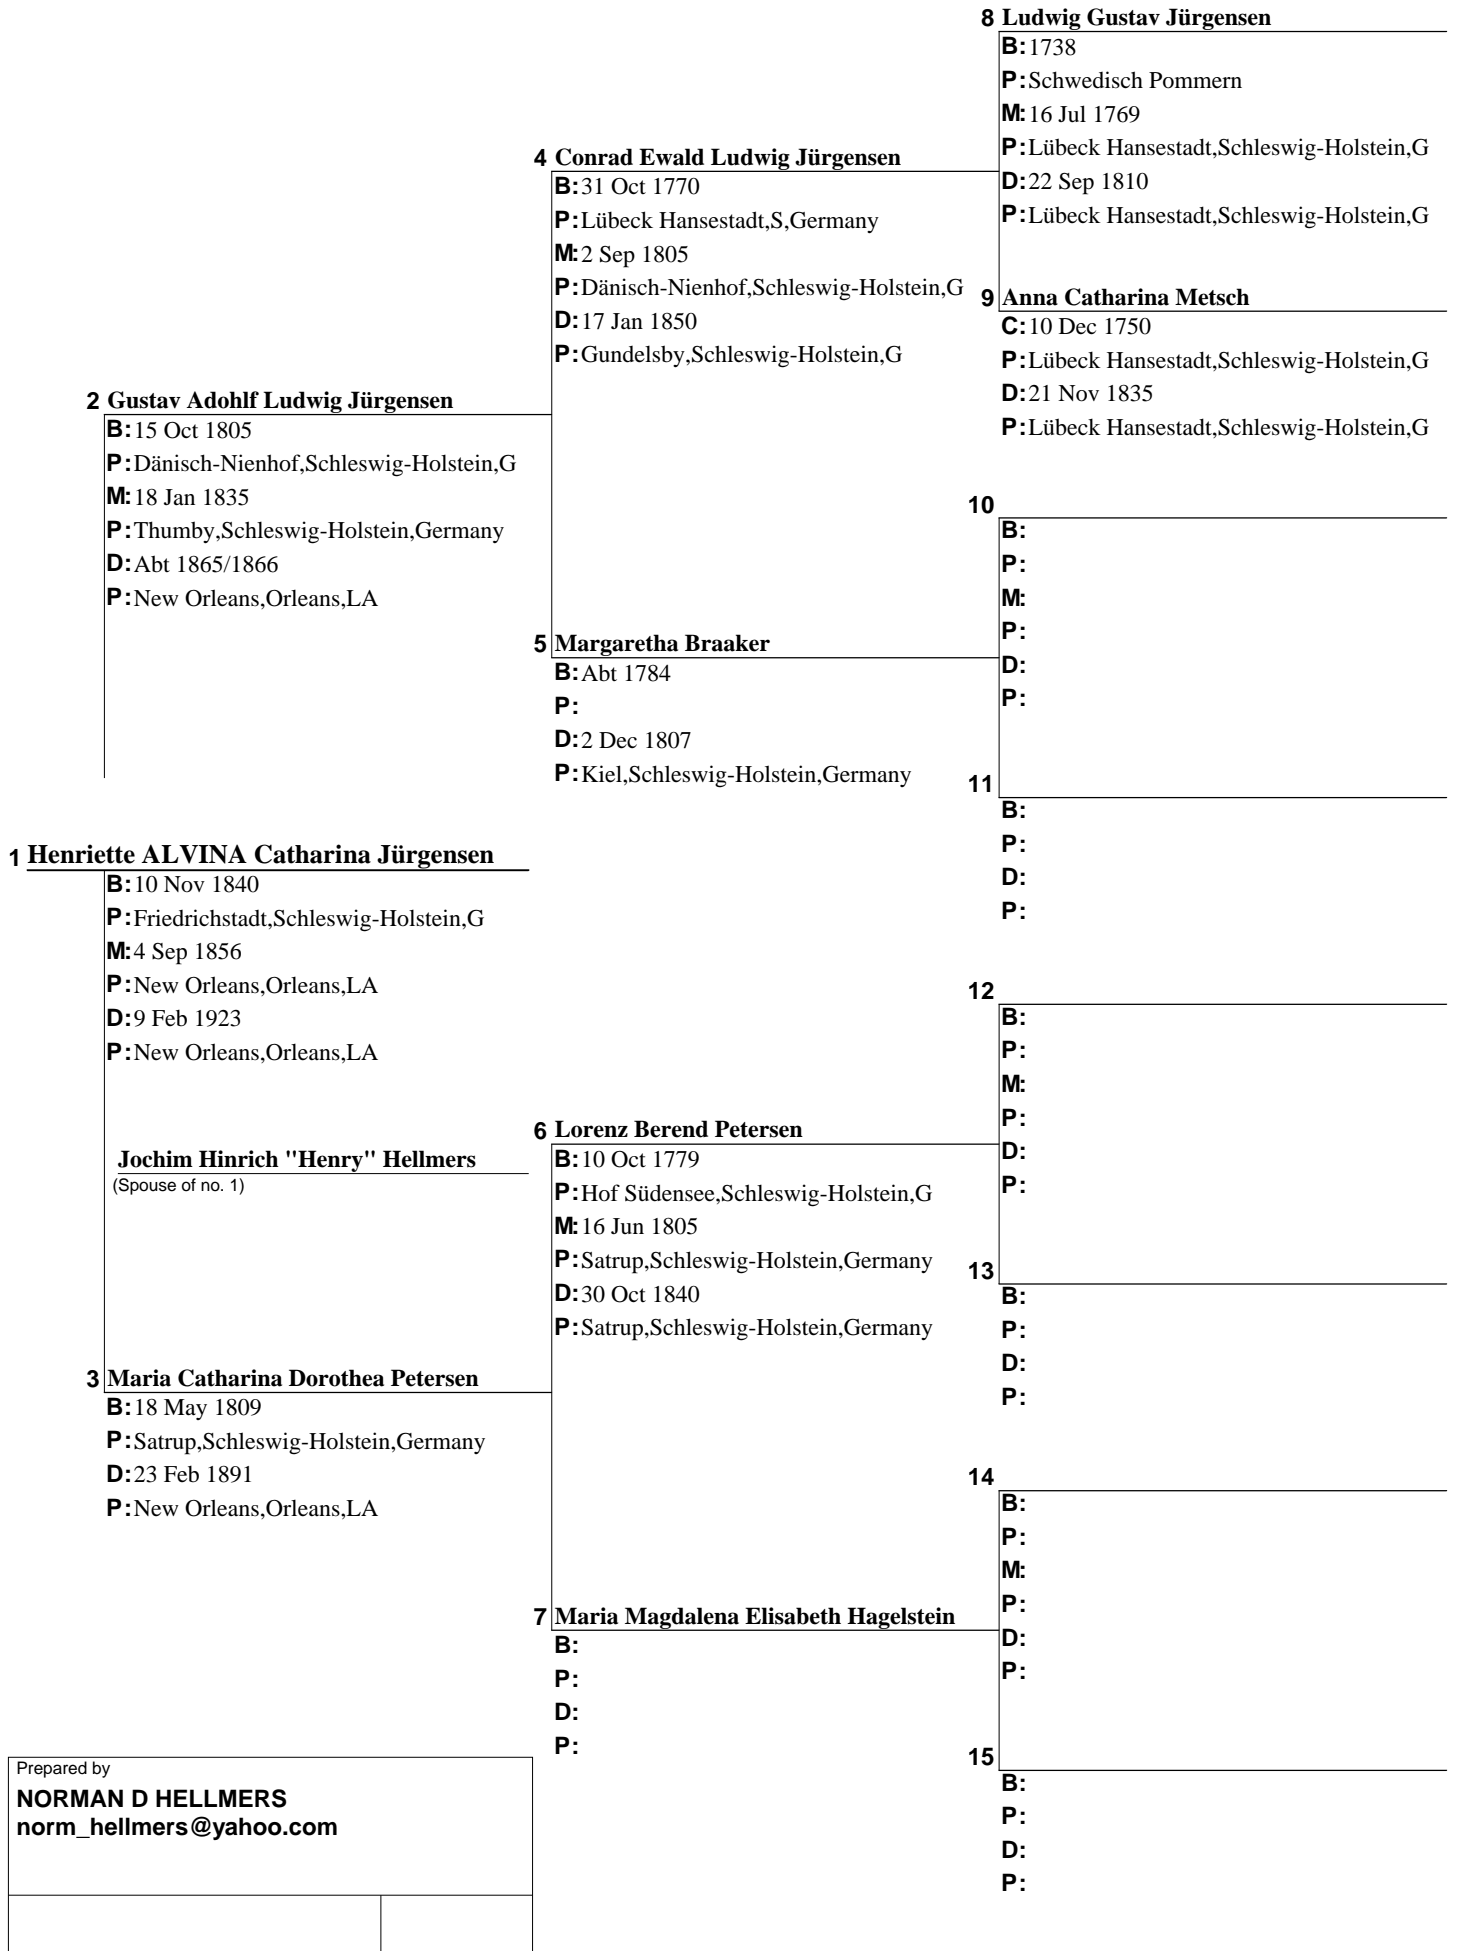 8 Ludwig Gustav Jürgensen
B: 1738
P: Schwedisch Pommern
M: 16 Jul 1769
P: Lübeck Hansestadt,Schleswig-Holstein,G
D: 22 Sep 1810
P: Lübeck Hansestadt,Schleswig-Holstein,G
4 Conrad Ewald Ludwig Jürgensen
B: 31 Oct 1770
P: Lübeck Hansestadt,S,Germany
M: 2 Sep 1805
P: Dänisch-Nienhof,Schleswig-Holstein,G
D: 17 Jan 1850
P: Gundelsby,Schleswig-Holstein,G
9 Anna Catharina Metsch
C: 10 Dec 1750
P: Lübeck Hansestadt,Schleswig-Holstein,G
D: 21 Nov 1835
P: Lübeck Hansestadt,Schleswig-Holstein,G
2 Gustav Adohlf Ludwig Jürgensen
B: 15 Oct 1805
P: Dänisch-Nienhof,Schleswig-Holstein,G
M: 18 Jan 1835
P: Thumby,Schleswig-Holstein,Germany
D: Abt 1865/1866
P: New Orleans,Orleans,LA
10
B:
P:
M:
P:
D:
P:
5 Margaretha Braaker
B: Abt 1784
P:
D: 2 Dec 1807
P: Kiel,Schleswig-Holstein,Germany
11
B:
P:
D:
P:
1 Henriette ALVINA Catharina Jürgensen
B: 10 Nov 1840
P: Friedrichstadt,Schleswig-Holstein,G
M: 4 Sep 1856
P: New Orleans,Orleans,LA
D: 9 Feb 1923
P: New Orleans,Orleans,LA
Jochim Hinrich "Henry" Hellmers
(Spouse of no. 1)
12
B:
P:
M:
P:
D:
P:
6 Lorenz Berend Petersen
B: 10 Oct 1779
P: Hof Südensee,Schleswig-Holstein,G
M: 16 Jun 1805
P: Satrup,Schleswig-Holstein,Germany
D: 30 Oct 1840
P: Satrup,Schleswig-Holstein,Germany
13
B:
P:
D:
P:
3 Maria Catharina Dorothea Petersen
B: 18 May 1809
P: Satrup,Schleswig-Holstein,Germany
D: 23 Feb 1891
P: New Orleans,Orleans,LA
14
B:
P:
M:
P:
D:
P:
7 Maria Magdalena Elisabeth Hagelstein
B:
P:
D:
P:
15
B:
P:
D:
P:
Prepared by
NORMAN D HELLMERS
norm_hellmers@yahoo.com